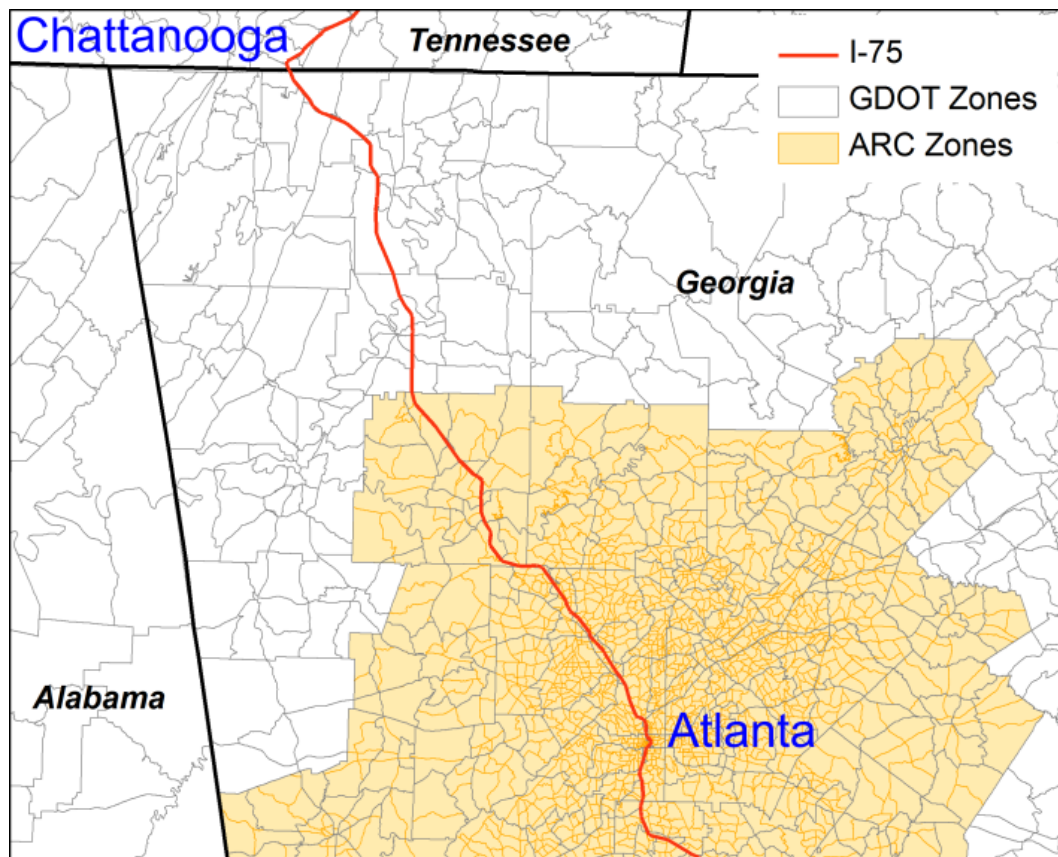 Chattanooga
Tennessee
I-75
GDOT Zones
ARC Zones
Georgia
Alabama
Atlanta